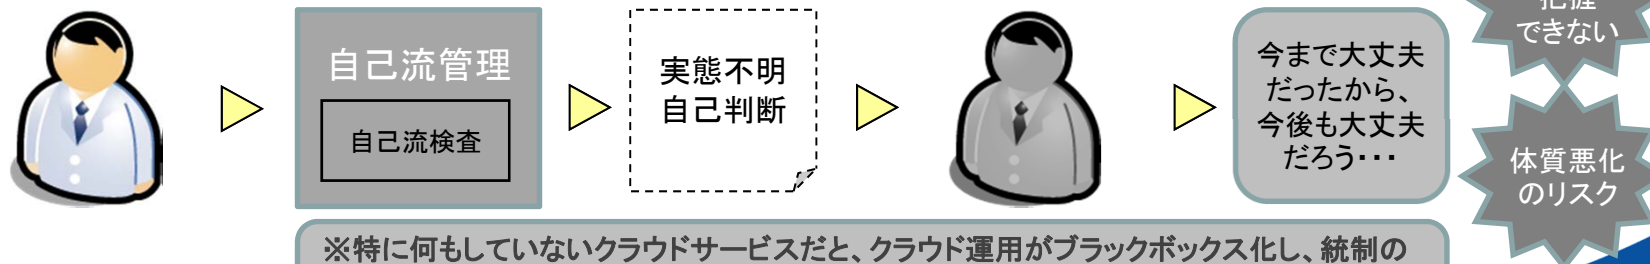 自己流管理
自己流検査
実態不明
自己判断
今まで大丈夫
だったから、
今後も大丈夫
だろう・・・
把握
できない
体質悪化
のリスク
※特に何もしていないクラウドサービスだと、クラウド運用がブラックボックス化し、統制の